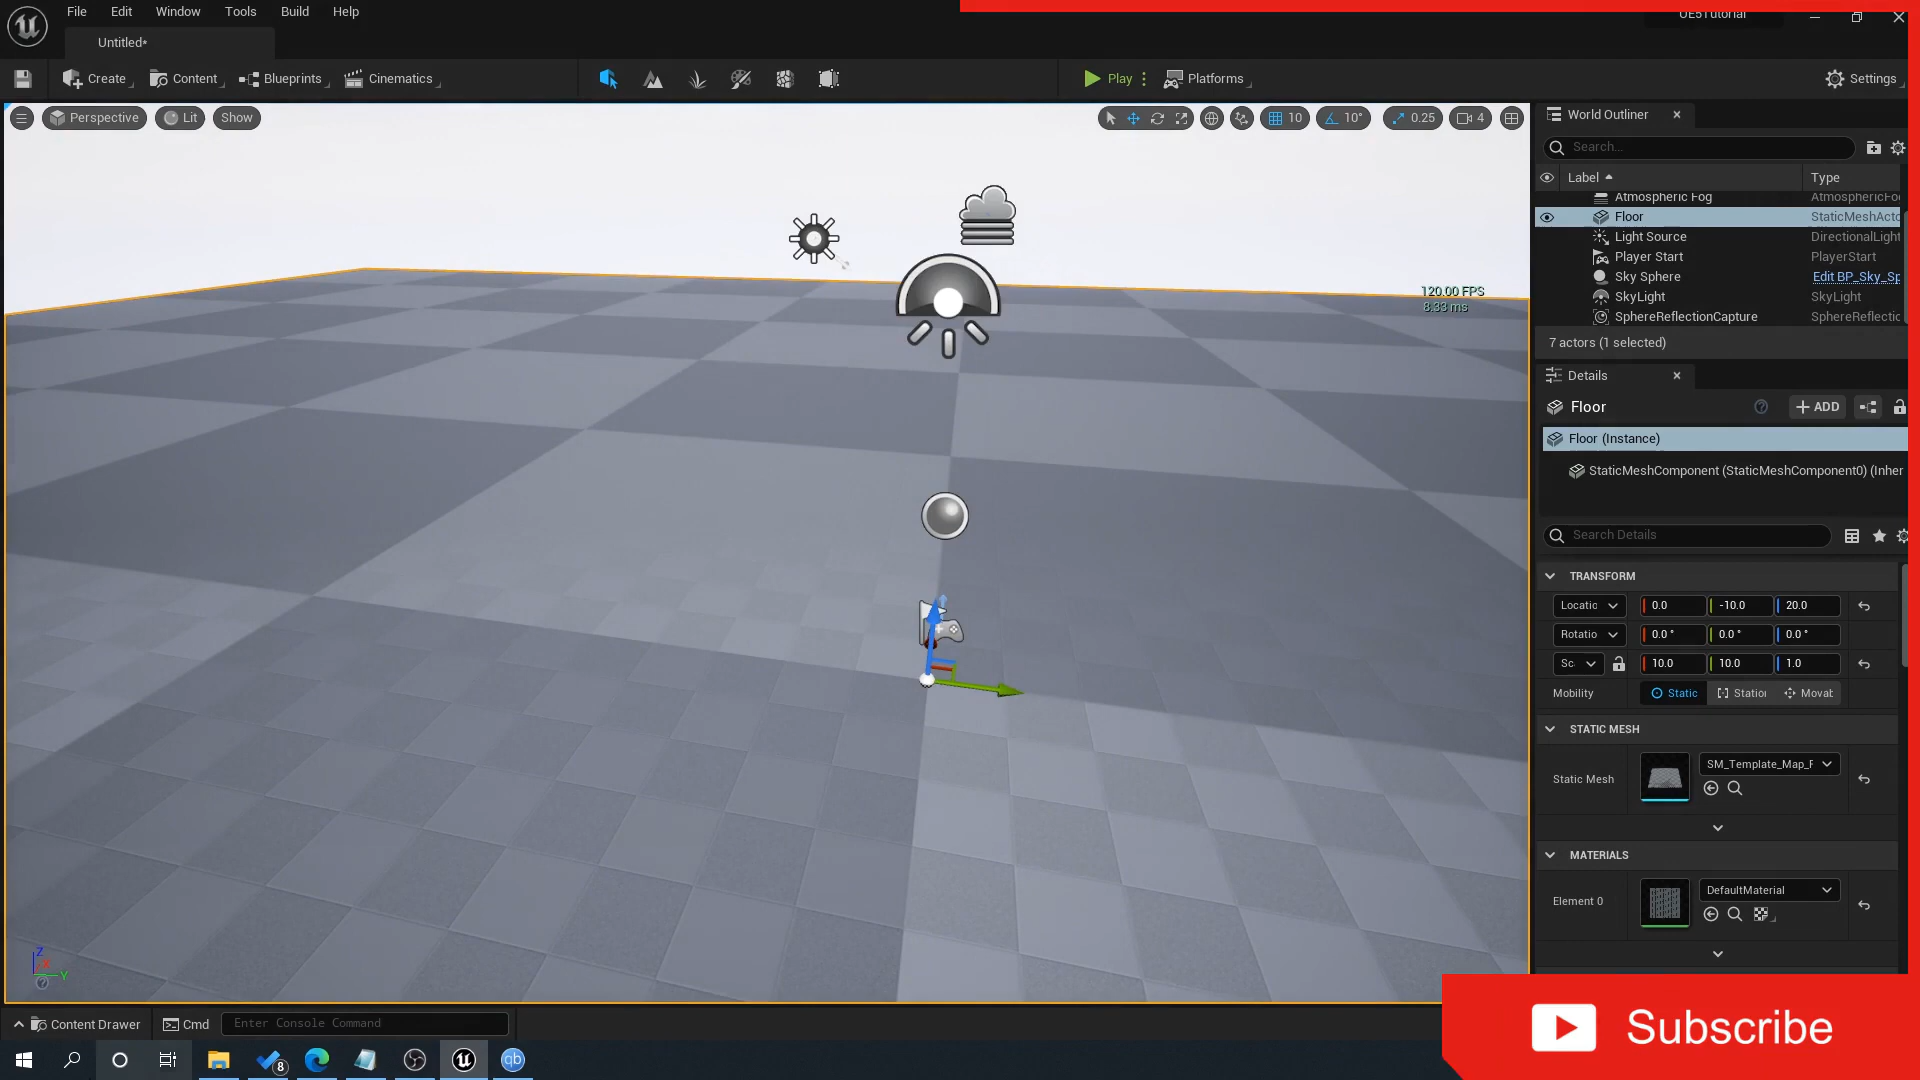 File Edit Window Tools Build Help
UE5Tutorial
Untitled*
Create Content Blueprints Cinematics Play Platforms Settings
Perspective Lit Show 10 10° 0.25 4
World Outliner
Search...
Label Type
Atmospheric Fog AtmosphericFo
Floor StaticMeshActo
Light Source DirectionalLight
Player Start PlayerStart
Sky Sphere Edit BP_Sky_Sp
SkyLight SkyLight
SphereReflectionCapture SphereReflectic
120.00 FPS
8.33 ms
7 actors (1 selected)
Details
Floor ADD
Floor (Instance)
StaticMeshComponent (StaticMeshComponent0) (Inher
Search Details
TRANSFORM
Locatic 0.0 -10.0 20.0
Rotatio 0.0° 0.0° 0.0°
Sc 10.0 10.0 1.0
Mobility Static Station Movab
STATIC MESH
Static Mesh SM_Template_Map_F
MATERIALS
Element 0 DefaultMaterial
Z
X
Y
Content Drawer Cmd Enter Console Command
8 qb
Subscribe